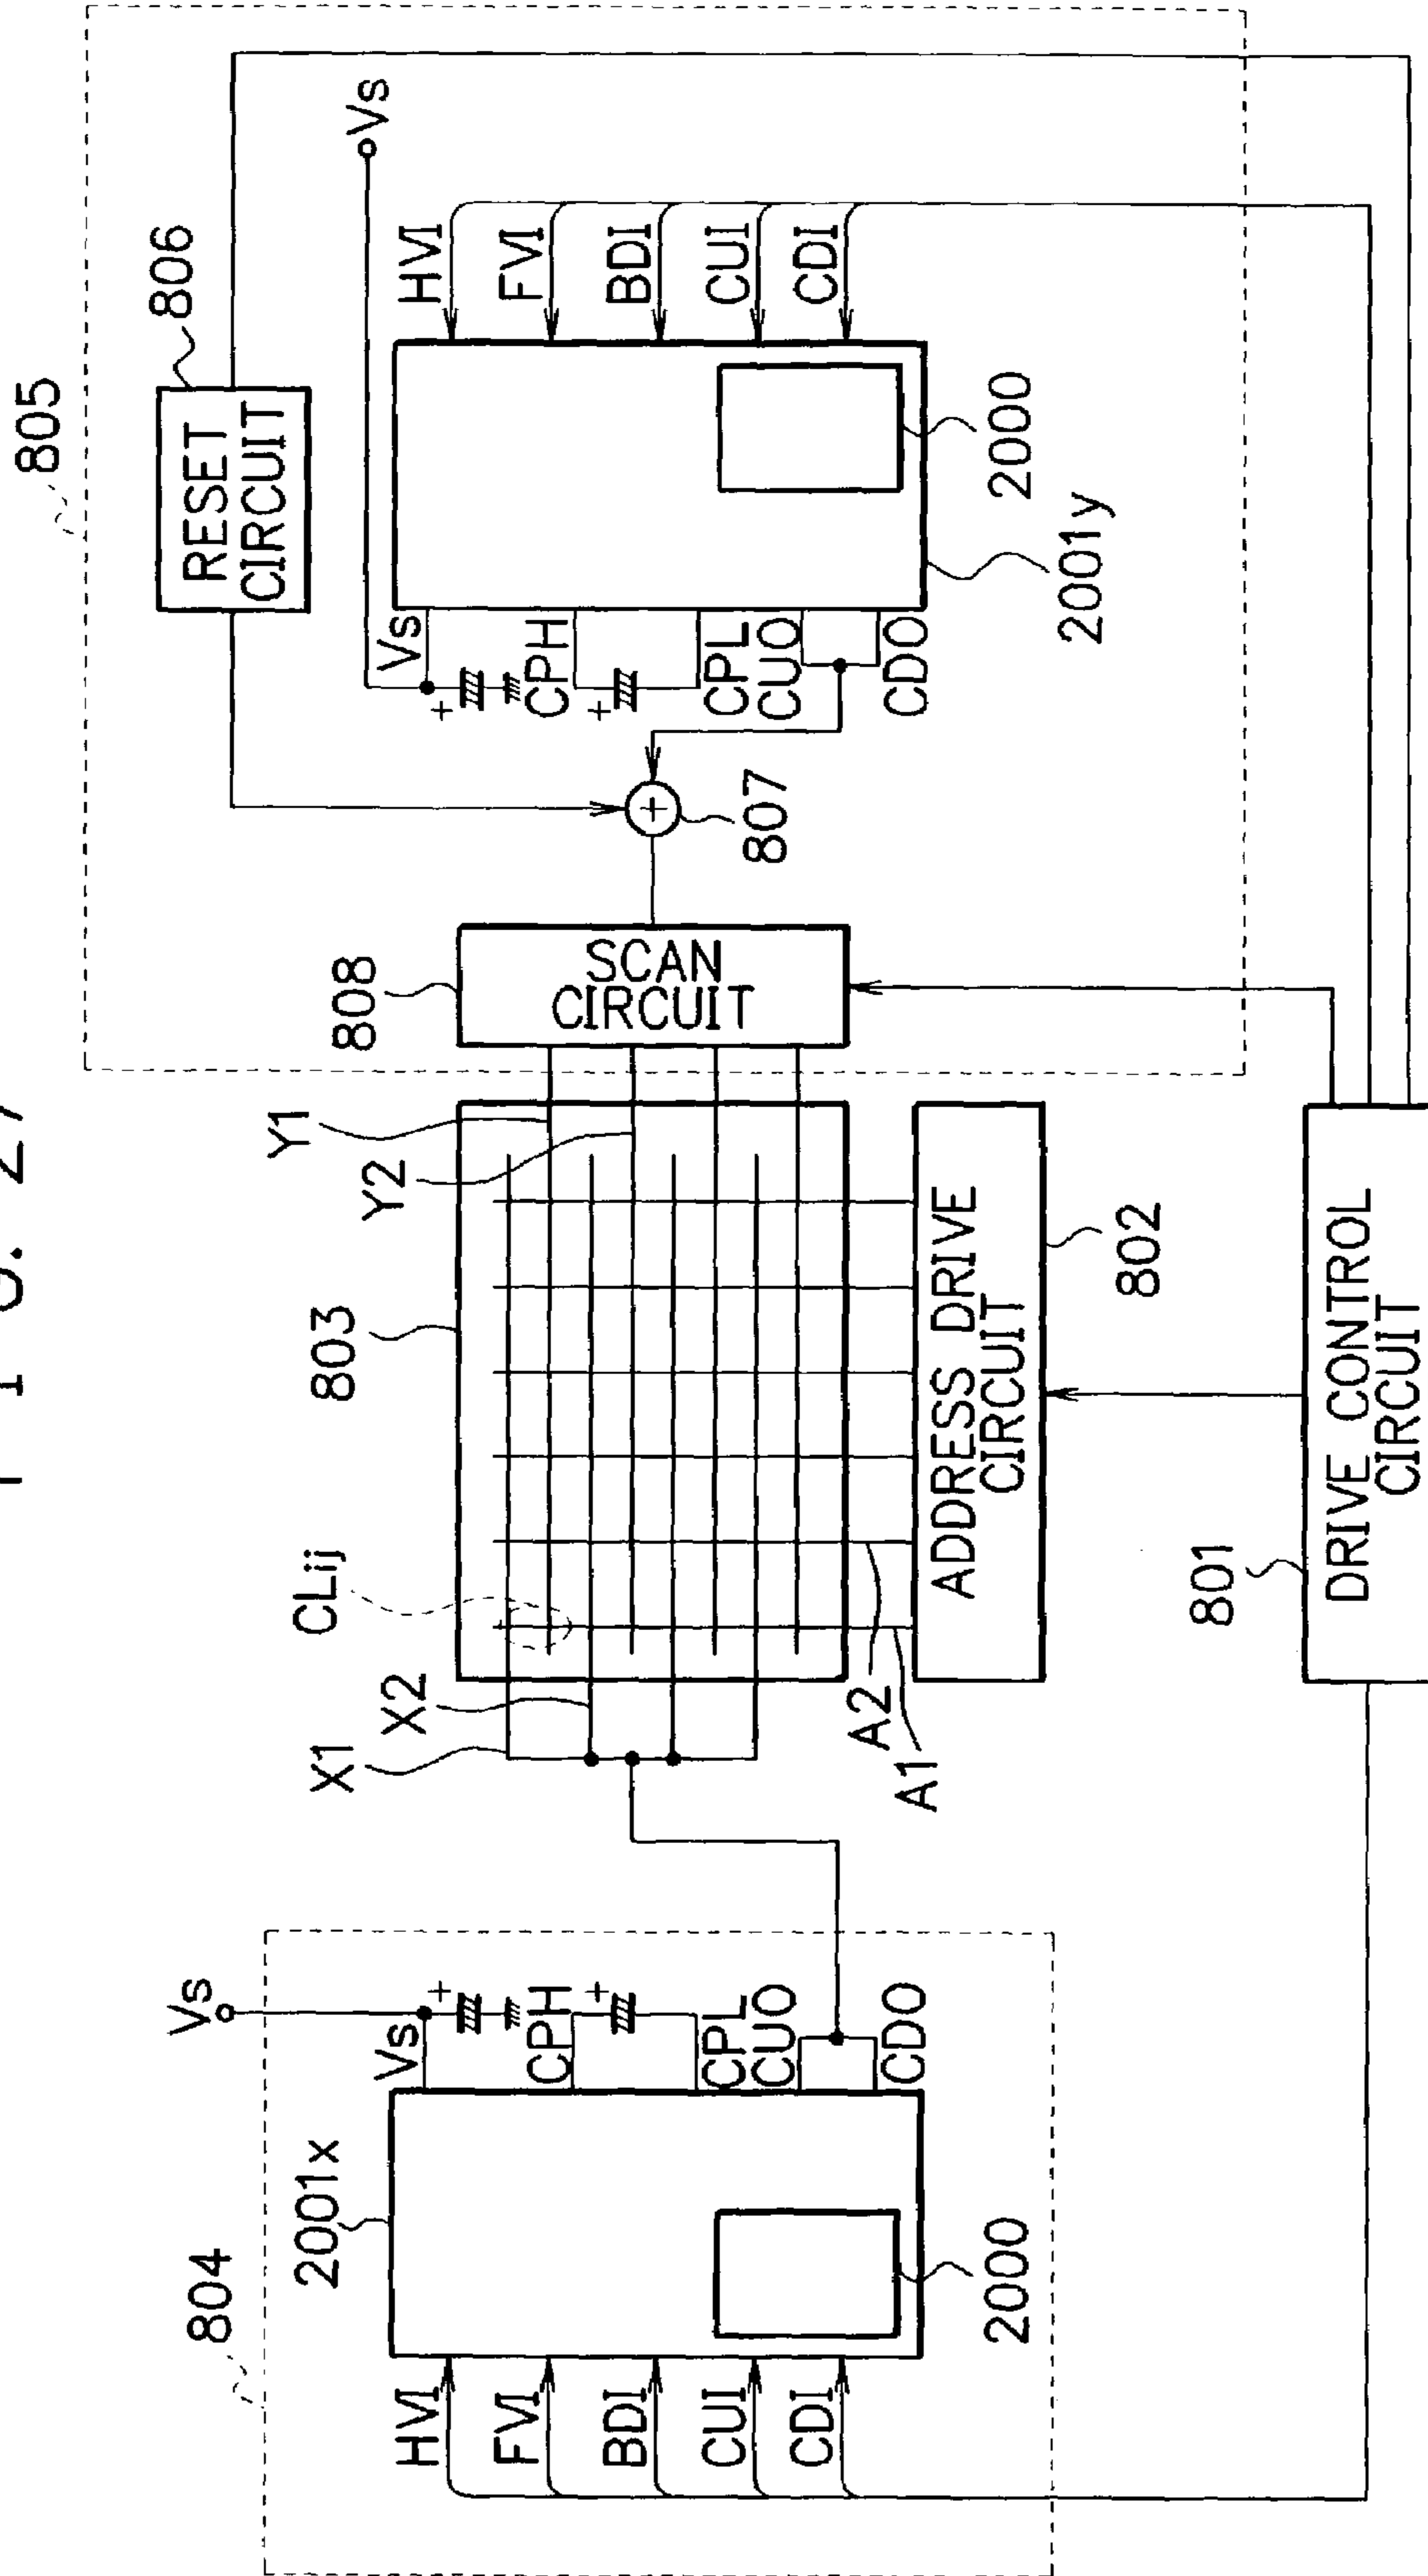 FIG. 27
804
2001x
HVI
FVI
BDI
CUI
CDI
2000
Vs
Vs
+
CPH
+
CPL
CUO
CDO
X1
X2
CLij
803
A2
A1
Y1
Y2
ADDRESS DRIVE
CIRCUIT
802
801
DRIVE CONTROL
CIRCUIT
805
808
SCAN
CIRCUIT
+
807
RESET
CIRCUIT
806
Vs
Vs
+
CPH
+
CPL
CUO
CDO
HVI
FVI
BDI
CUI
CDI
2000
2001y